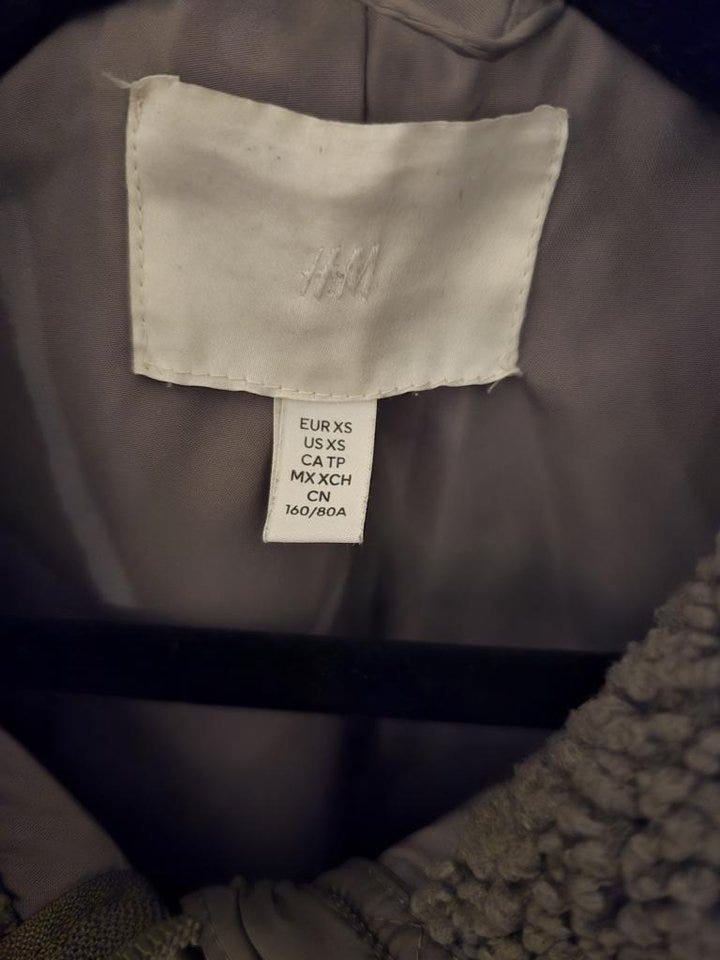 H&M
EUR XS
US XS
CA TP
MX XCH
CN
160/80A